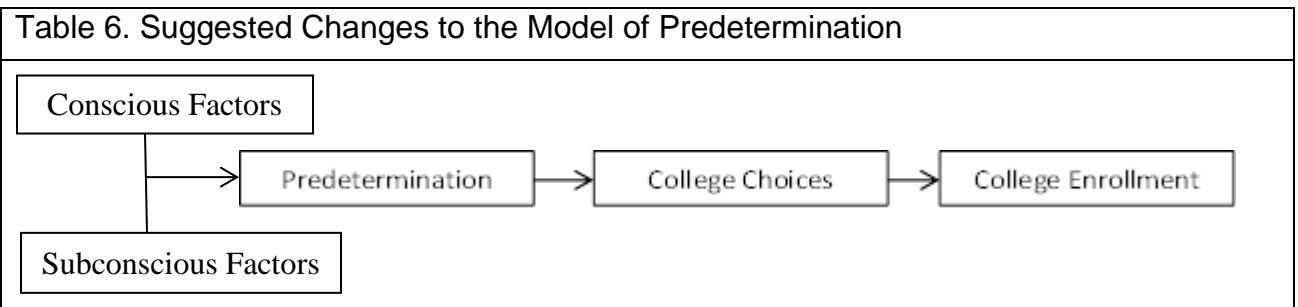 Table 6. Suggested Changes to the Model of Predetermination
Conscious Factors
Predetermination
College Choices
College Enrollment
Subconscious Factors